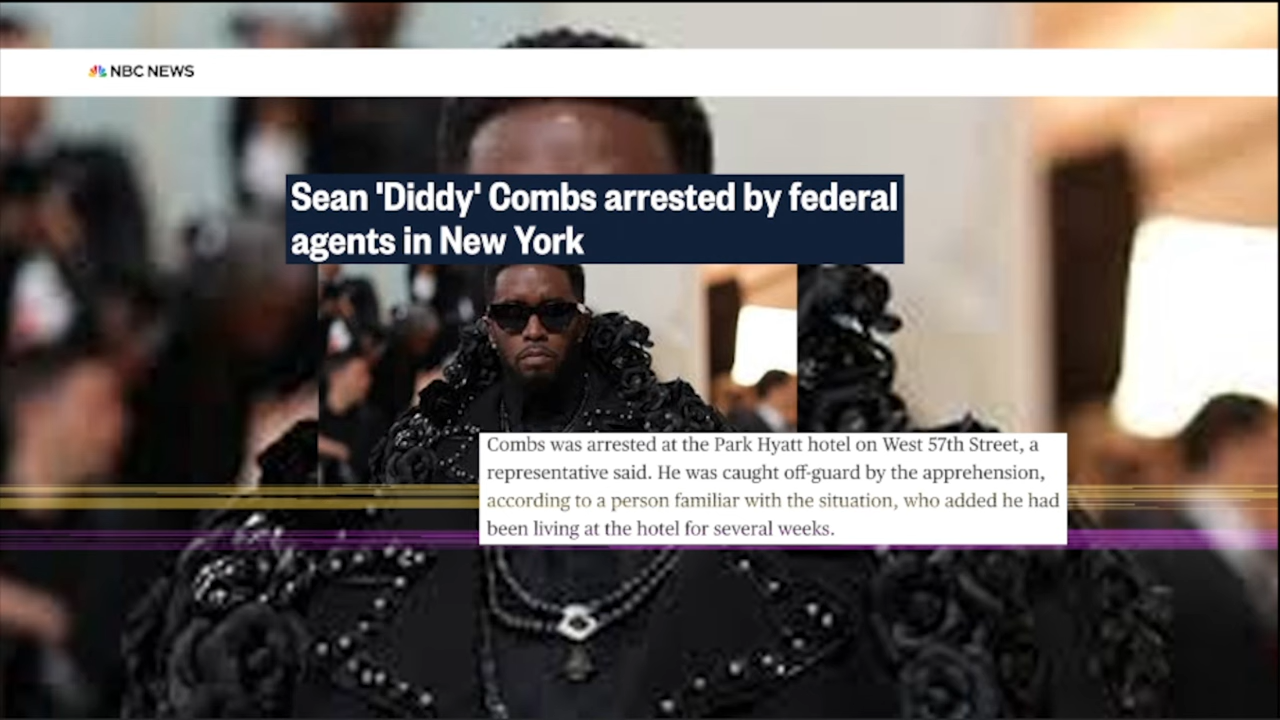 NBC NEWS
Sean 'Diddy' Combs arrested by federal
agents in New York
Combs was arrested at the Park Hyatt hotel on West 57th Street, a
representative said. He was caught off-guard by the apprehension,
according to a person familiar with the situation, who added he had
been living at the hotel for several weeks.